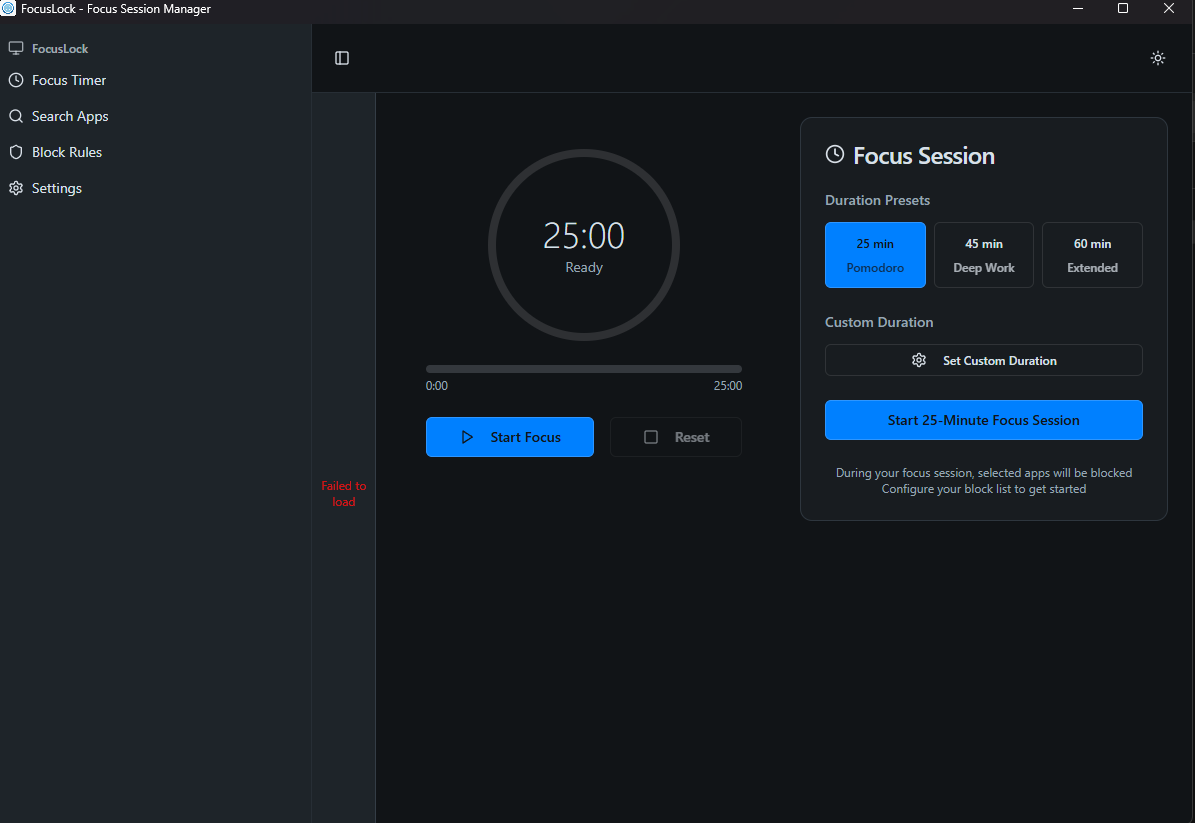 FocusLock - Focus Session Manager
FocusLock
Focus Timer
Search Apps
Block Rules
Settings
Failed to
load
25:00
Ready
0:00
25:00
Start Focus
Reset
Focus Session
Duration Presets
25 min
Pomodoro
45 min
Deep Work
60 min
Extended
Custom Duration
Set Custom Duration
Start 25-Minute Focus Session
During your focus session, selected apps will be blocked
Configure your block list to get started